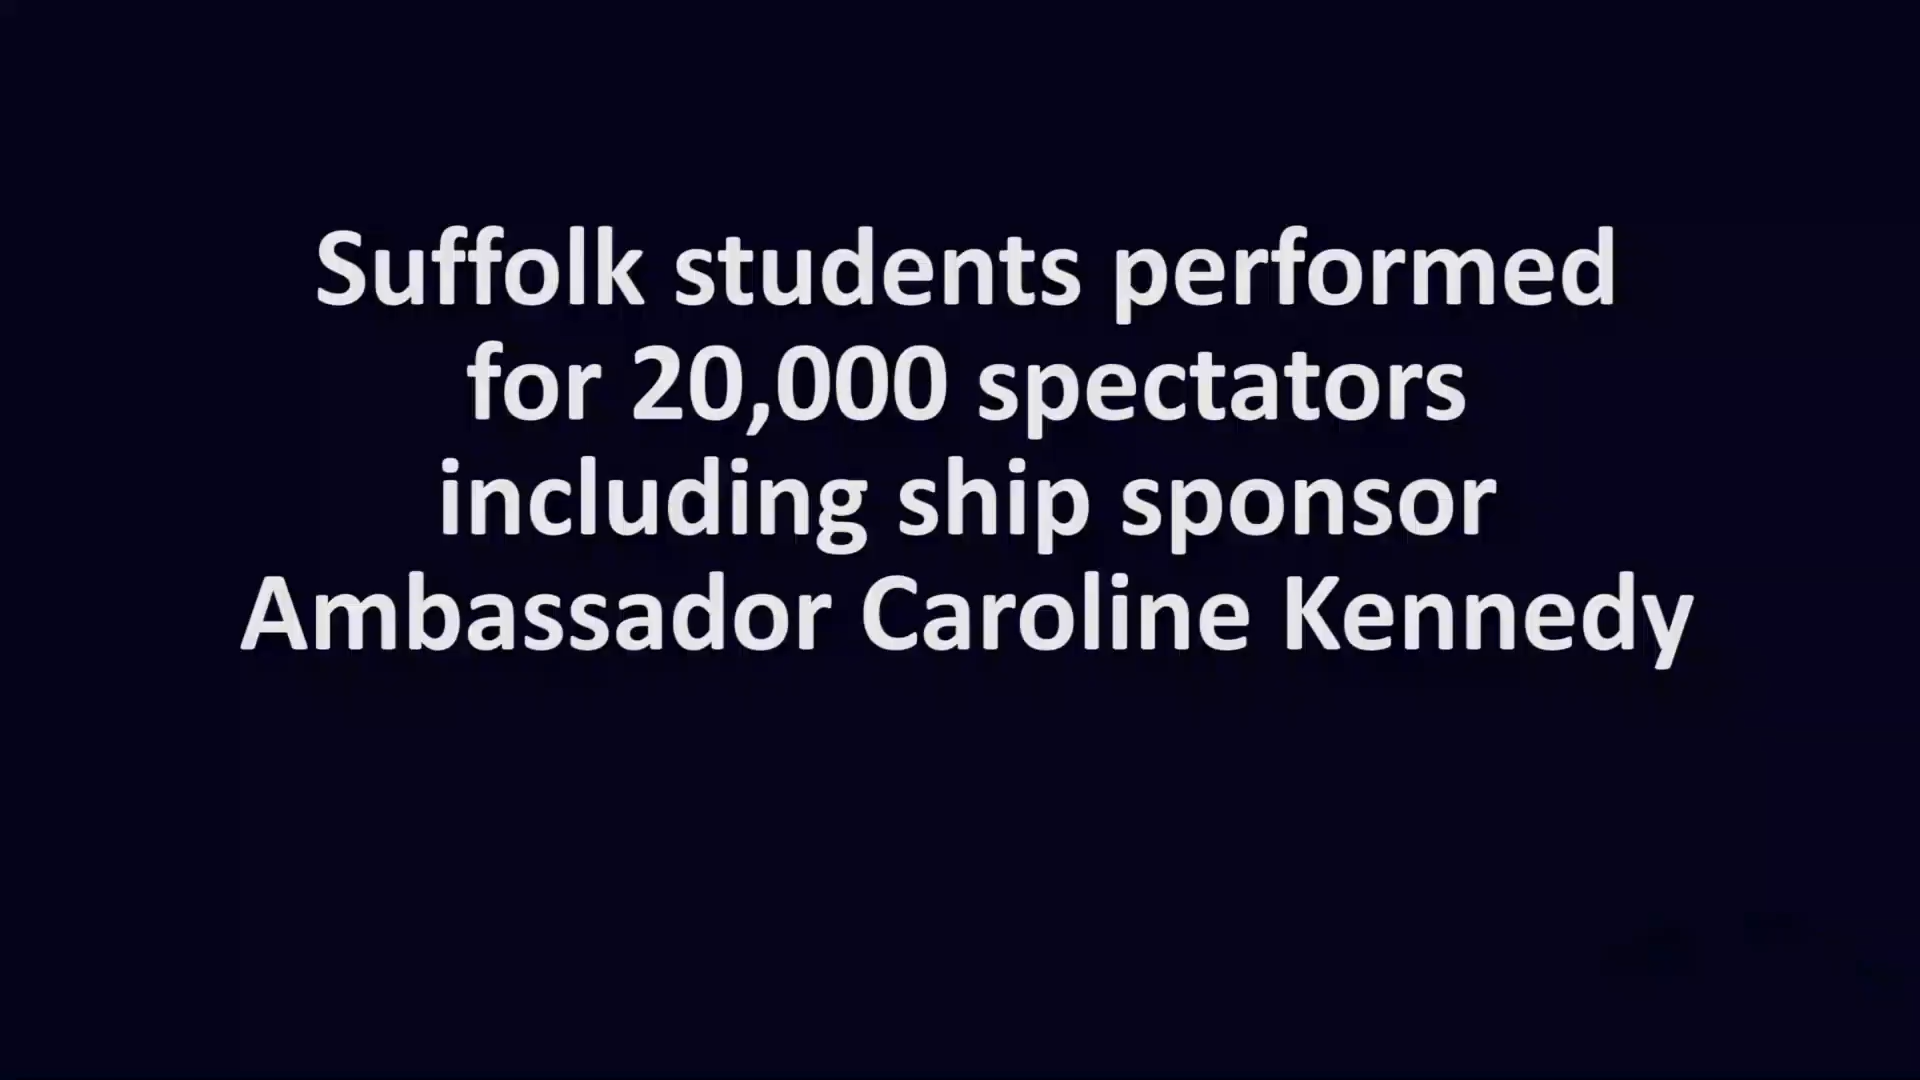 Suffolk students performed
for 20,000 spectators
including ship sponsor
Ambassador Caroline Kennedy